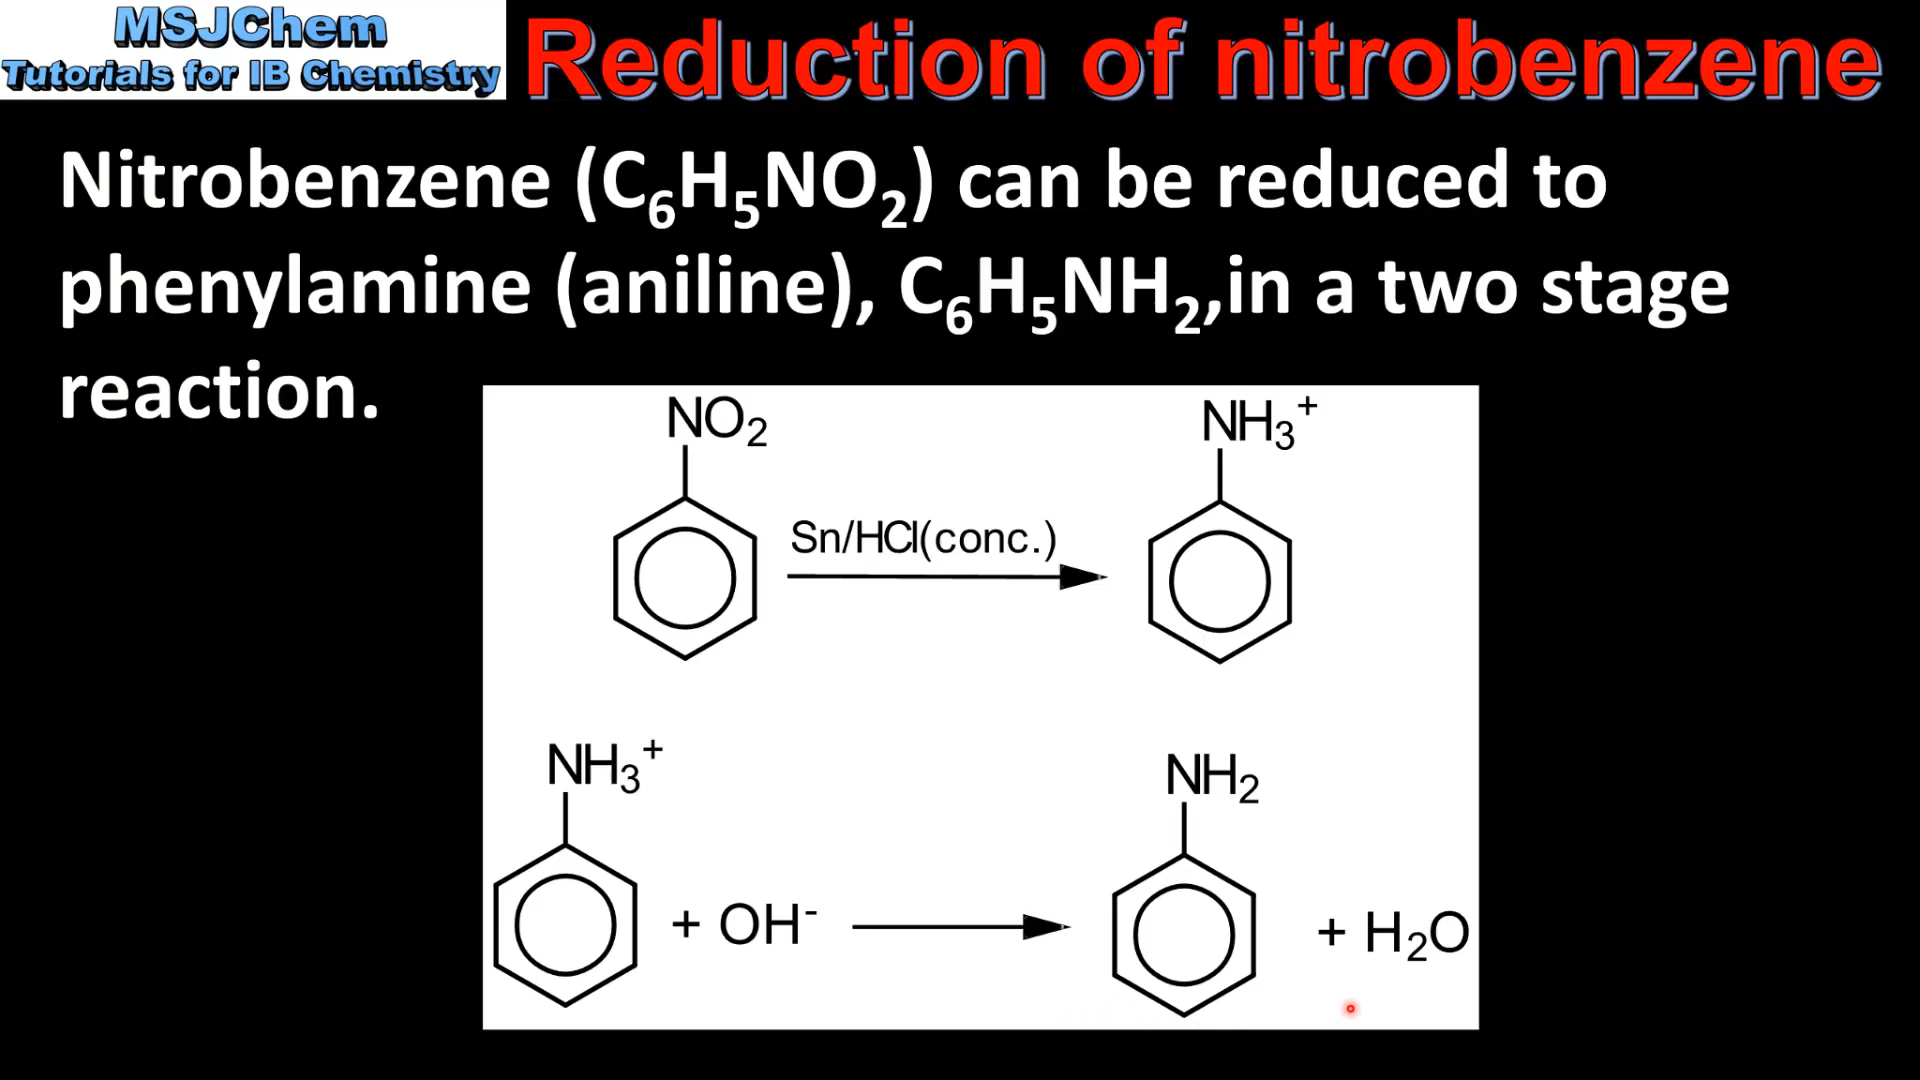 MSJChem
Tutorials for IB Chemistry
Reduction of nitrobenzene
Nitrobenzene (C₆H₅NO₂) can be reduced to
phenylamine (aniline), C₆H₅NH₂,in a two stage
reaction.
NO₂
NH₃⁺
Sn/HCl(conc.)
NH₃⁺
NH₂
+ OH⁻
+ H₂O